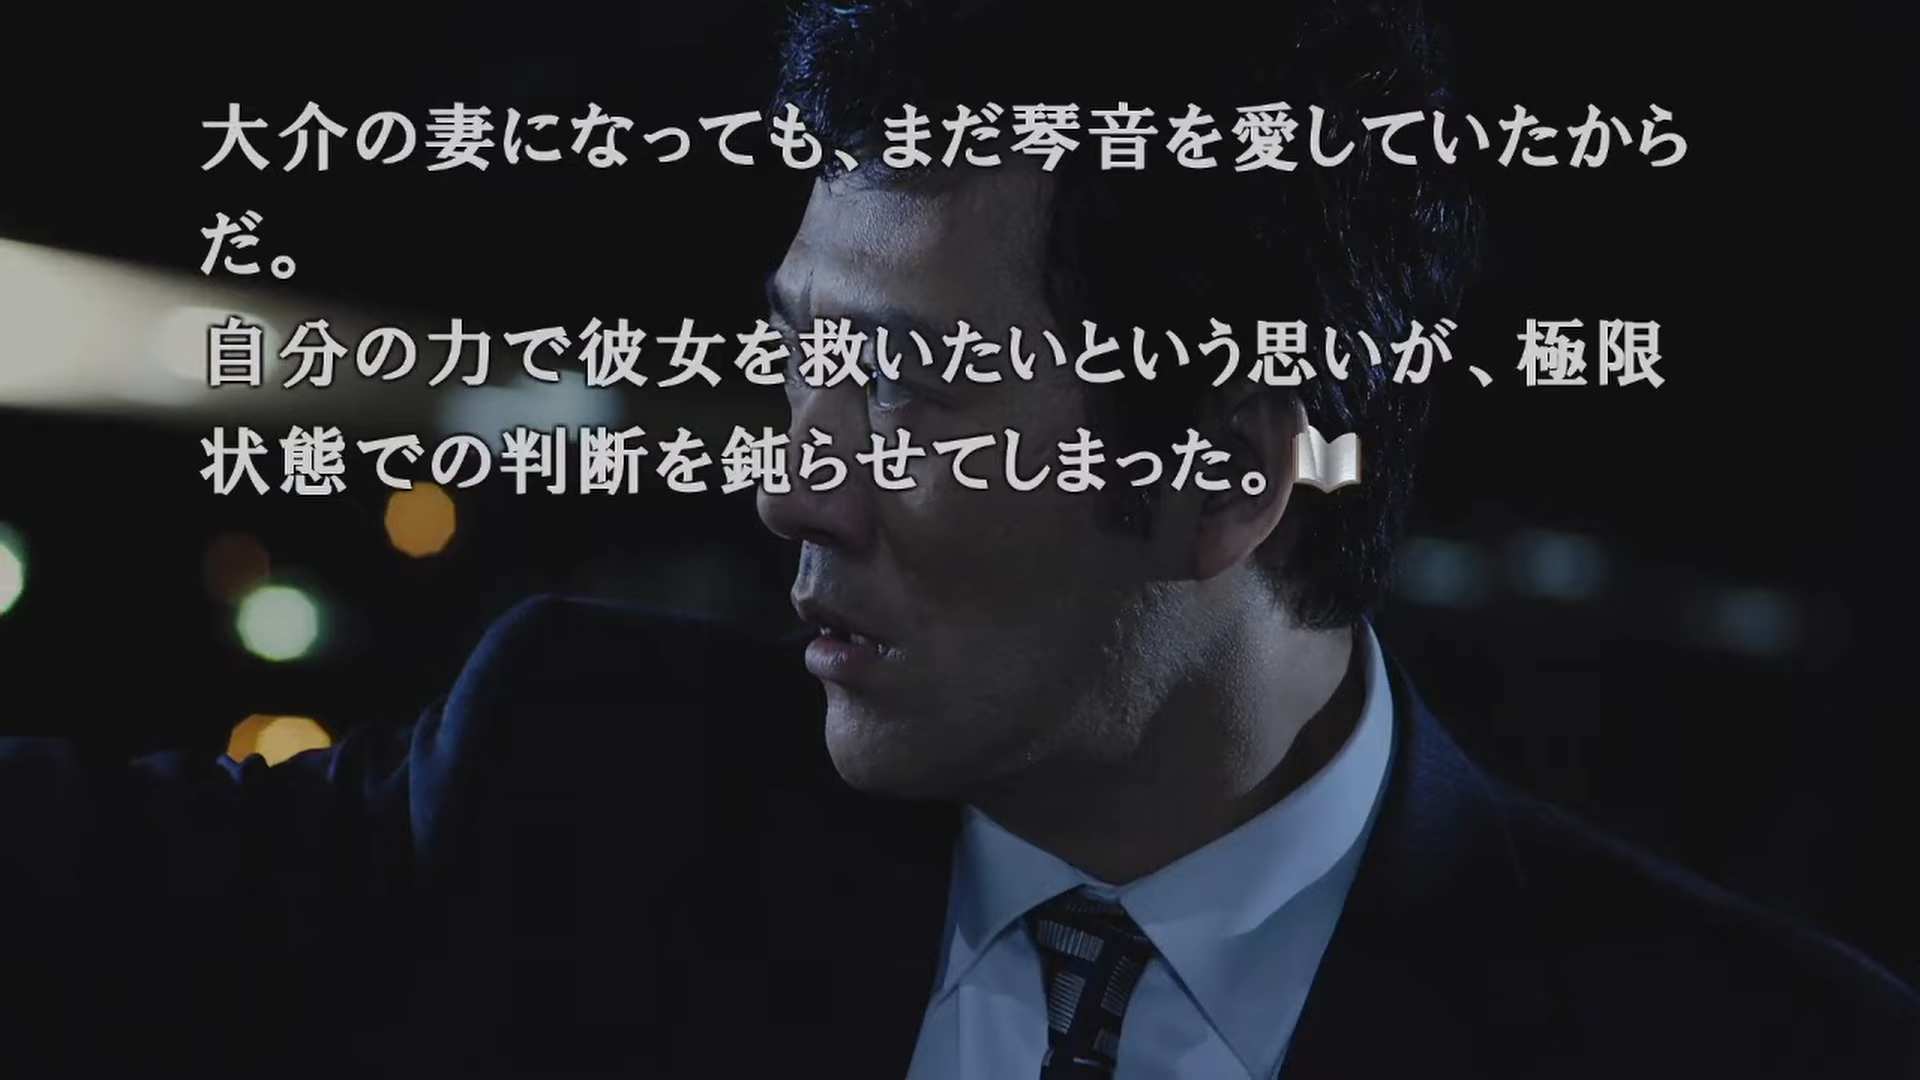 大介の妻になっても、まだ琴音を愛していたから
だ。
自分の力で彼女を救いたいという思いが、極限
状態での判断を鈍らせてしまった。